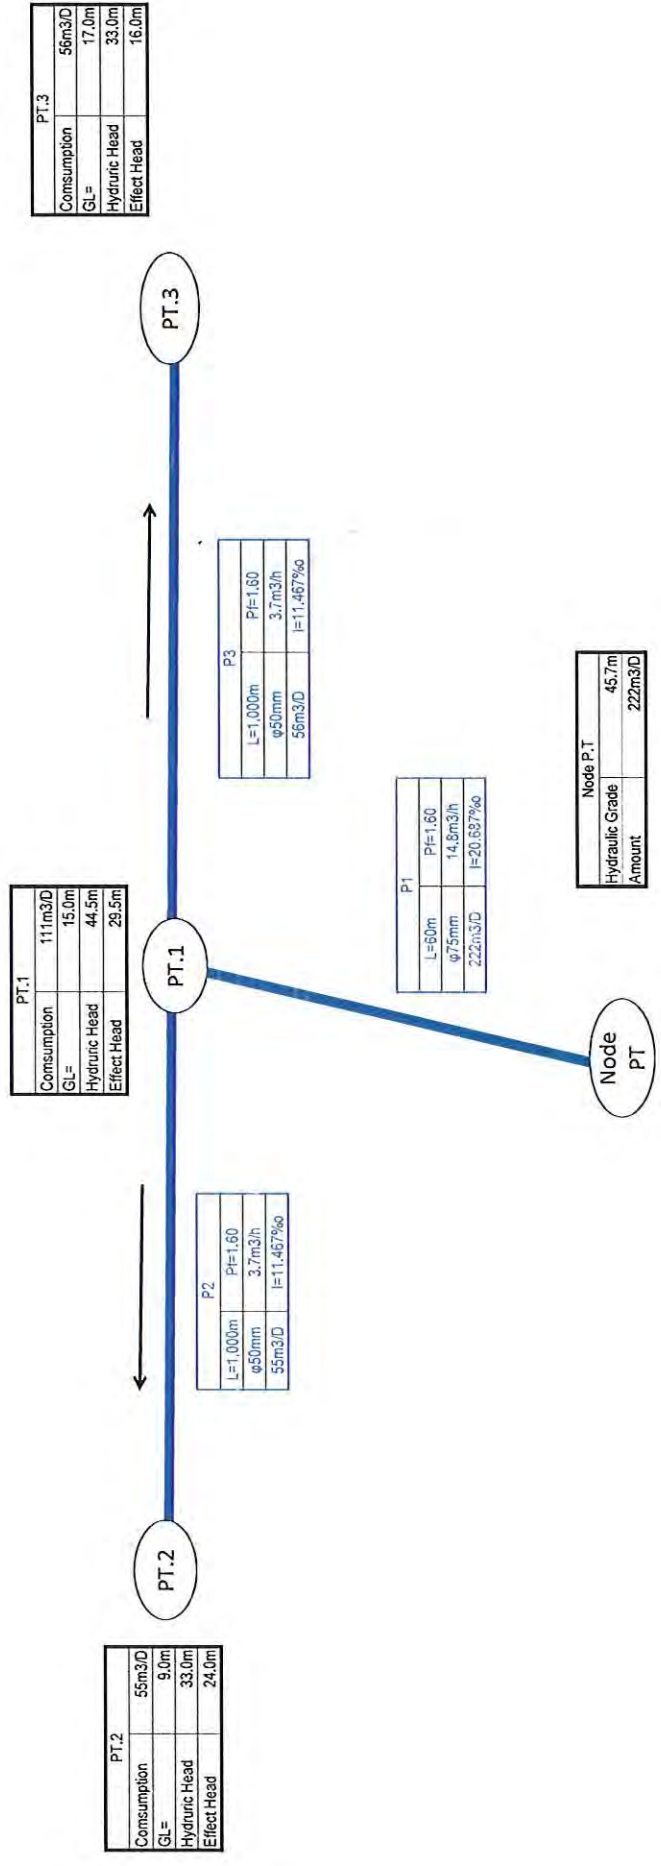 PT.2
Comsumption 55m3/D
GL= 9.0m
Hydruric Head 33.0m
Effect Head 24.0m
PT.1
Comsumption 111m3/D
GL= 15.0m
Hydruric Head 44.5m
Effect Head 29.5m
PT.3
Comsumption 56m3/D
GL= 17.0m
Hydruric Head 33.0m
Effect Head 16.0m
PT.2
PT.1
PT.3
P2
L=1,000m Pf=1.60
φ50mm 3.7m3/h
55m3/D I=11.467‰
P3
L=1,000m Pf=1.60
φ50mm 3.7m3/h
56m3/D I=11.467‰
P1
L=60m Pf=1.60
φ75mm 14.8m3/h
222m3/D I=20.687‰
Node P.T
Hydraulic Grade 45.7m
Amount 222m3/D
Node
PT